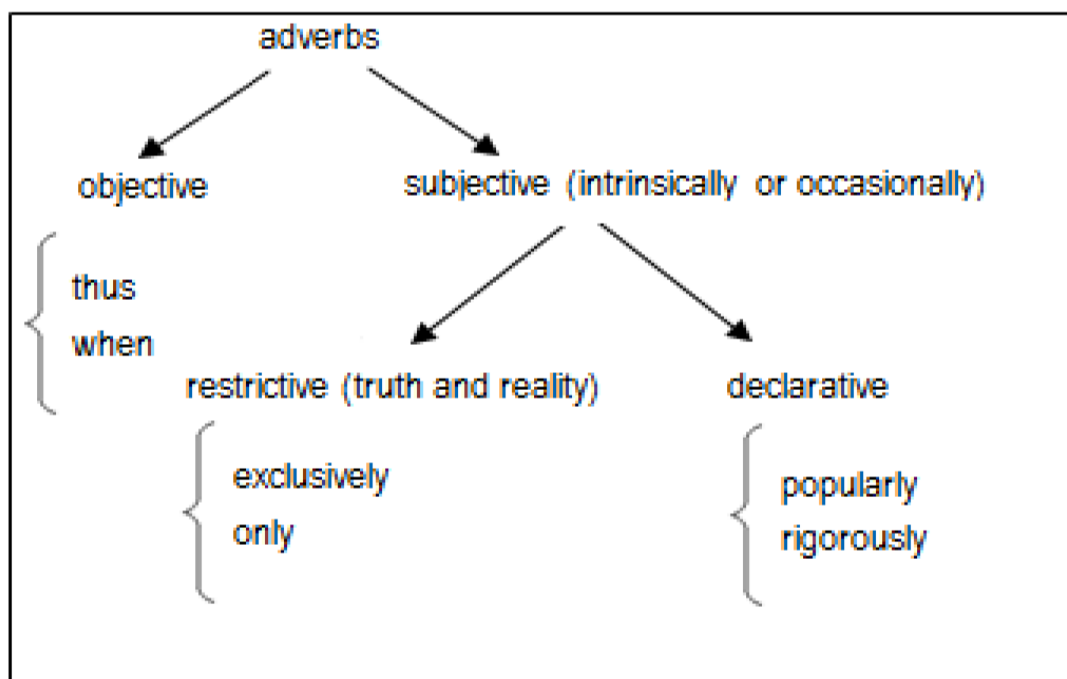 adverbs
objective
subjective (intrinsically or occasionally)
thus
when
restrictive (truth and reality)
declarative
exclusively
only
popularly
rigorously